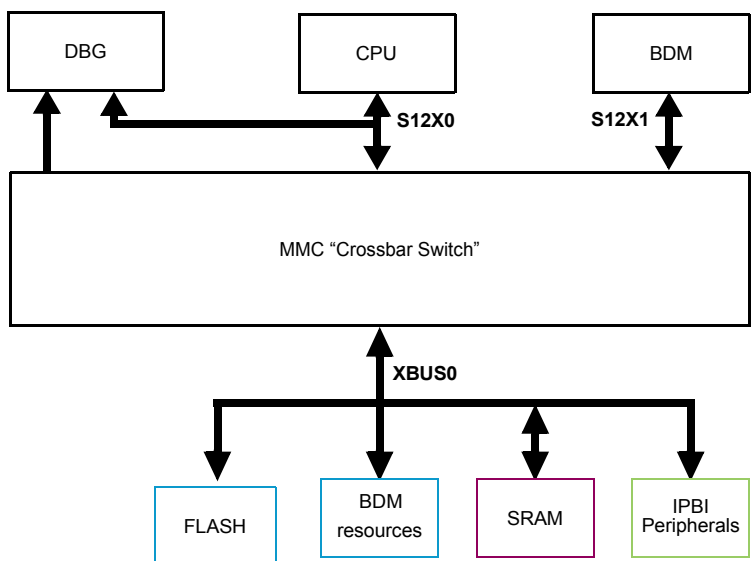 DBG
CPU
BDM
S12X0
S12X1
MMC “Crossbar Switch”
XBUS0
FLASH
BDM
resources
SRAM
IPBI
Peripherals